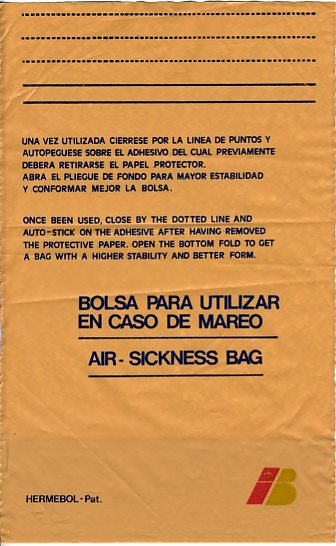 UNA VEZ UTILIZADA CIERRESE POR LA LINEA DE PUNTOS Y
AUTOPEGUESE SOBRE EL ADHESIVO DEL CUAL PREVIAMENTE
DEBERA RETIRARSE EL PAPEL PROTECTOR.
ABRA EL PLIEGUE DE FONDO PARA MAYOR ESTABILIDAD
Y CONFORMAR MEJOR LA BOLSA.
ONCE BEEN USED, CLOSE BY THE DOTTED LINE AND
AUTO-STICK ON THE ADHESIVE AFTER HAVING REMOVED
THE PROTECTIVE PAPER. OPEN THE BOTTOM FOLD TO GET
A BAG WITH A HIGHER STABILITY AND BETTER FORM.
BOLSA PARA UTILIZAR
EN CASO DE MAREO
AIR- SICKNESS BAG
IB
HERMEBOL-Pat.